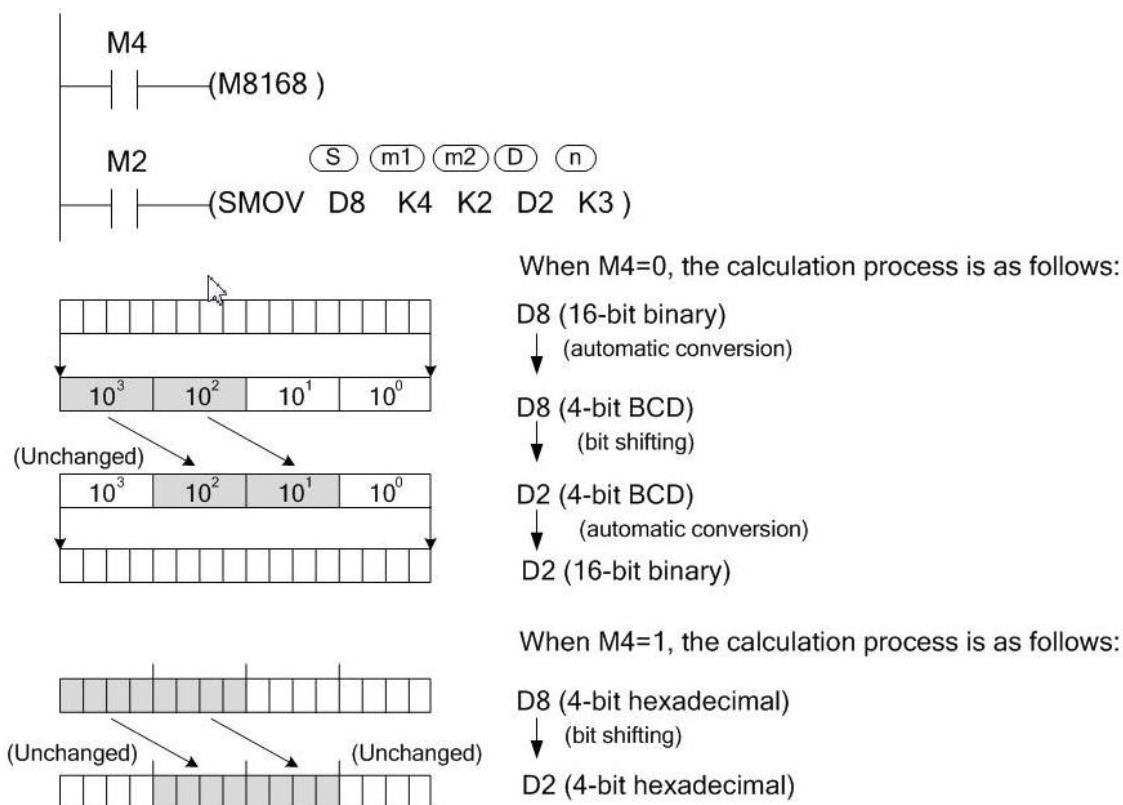 M4
(M8168 )
M2
S m1 m2 D n
(SMOV D8 K4 K2 D2 K3 )
When M4=0, the calculation process is as follows:
D8 (16-bit binary)
(automatic conversion)
10³ 10² 10¹ 10⁰
D8 (4-bit BCD)
(bit shifting)
(Unchanged)
10³ 10² 10¹ 10⁰
D2 (4-bit BCD)
(automatic conversion)
D2 (16-bit binary)
When M4=1, the calculation process is as follows:
D8 (4-bit hexadecimal)
(bit shifting)
(Unchanged) (Unchanged)
D2 (4-bit hexadecimal)